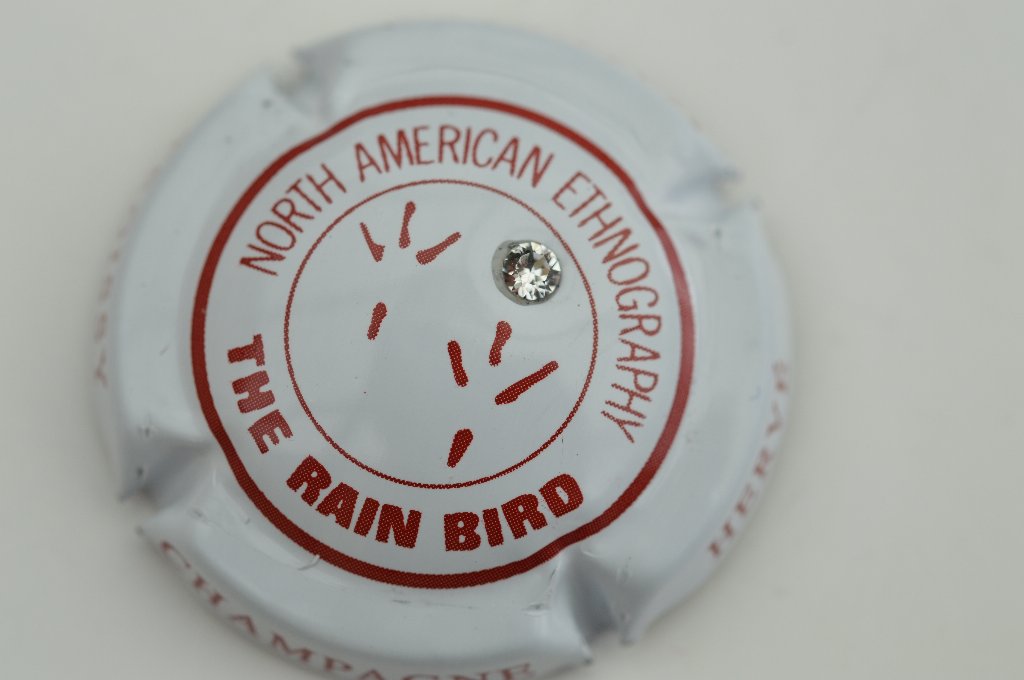 NORTH AMERICAN ETHNOGRAPHY
THE RAIN BIRD
CHAMPAGNE
HERVE